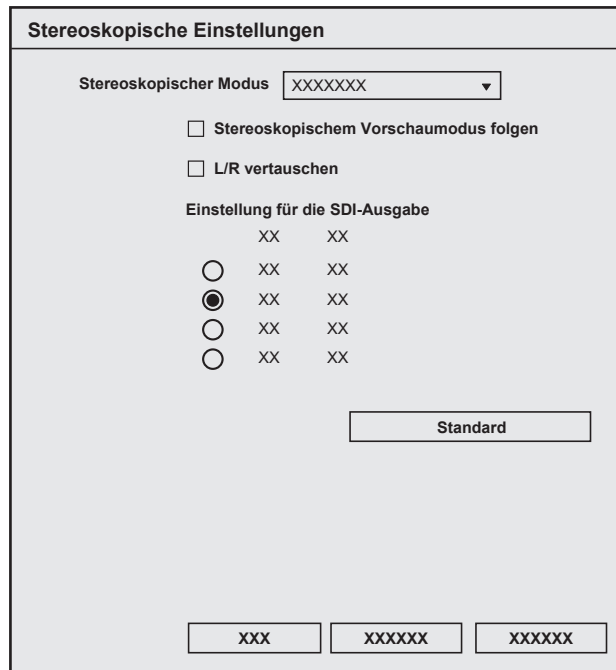 Stereoskopische Einstellungen
Stereoskopischer Modus XXXXXXX
Stereoskopischem Vorschaumodus folgen
L/R vertauschen
Einstellung für die SDI-Ausgabe
XX XX
XX XX
XX XX
XX XX
XX XX
Standard
XXX XXXXXX XXXXXX